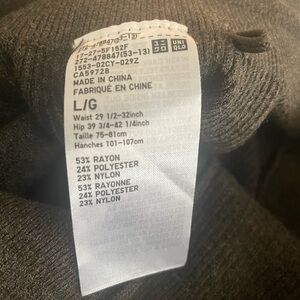 272-478847(53-13)
1553-02CY-029Z
CA59728
MADE IN CHINA
FABRIQUÉ EN CHINE
UNI
QLO
L/G
Waist 29 1/2-32inch
Hip 39 3/4-42 1/4inch
Taille 75-81cm
Hanches 101-107cm
53% RAYON
24% POLYESTER
23% NYLON
53% RAYONNE
24% POLYESTER
23% NYLON